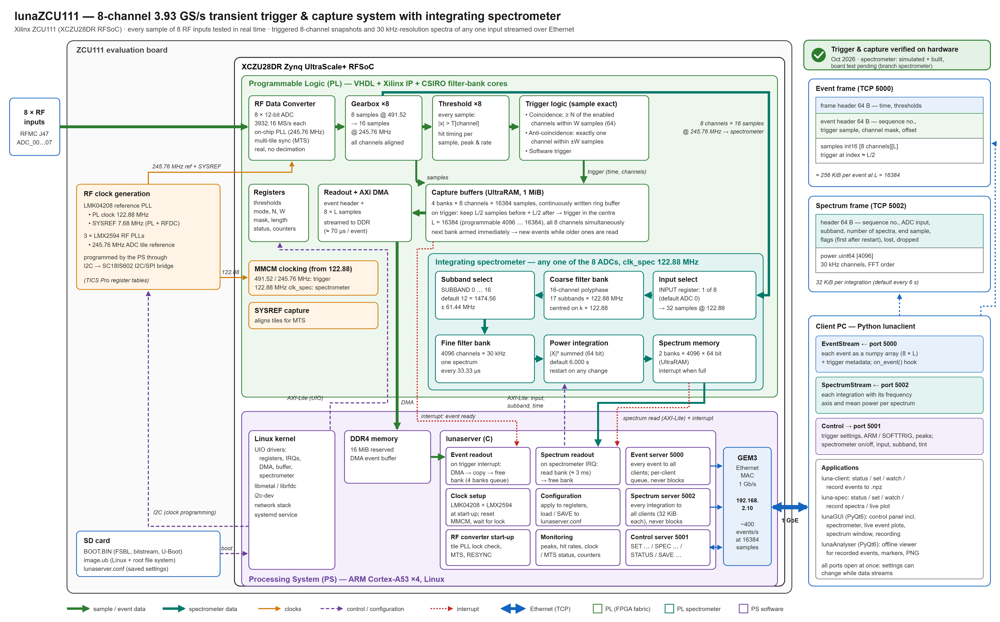 lunaZCU111 — 8-channel 3.93 GS/s transient trigger & capture system with integrating spectrometer
Xilinx ZCU111 (XCZU28DR RFSoC) · every sample of 8 RF inputs tested in real time · triggered 8-channel snapshots and 30 kHz-resolution spectra of any one input streamed over Ethernet
ZCU111 evaluation board
XCZU28DR Zynq UltraScale+ RFSoC
Programmable Logic (PL) — VHDL + Xilinx IP + CSIRO filter-bank cores
8 × RF
inputs
RFMC J47
ADC_00…07
RF Data Converter
8 × 12-bit ADC
3932.16 MS/s each
on-chip PLL (245.76 MHz)
multi-tile sync (MTS)
real, no decimation
Gearbox ×8
8 samples @ 491.52
→ 16 samples
@ 245.76 MHz
all channels aligned
Threshold ×8
every sample:
|x| > T[channel]
hit timing per
sample, peak & rate
Trigger logic (sample exact)
• Coincidence: ≥ N of the enabled
channels within W samples (64)
• Anti-coincidence: exactly one
channel within ±W samples
• Software trigger
8 channels × 16 samples
@ 245.76 MHz → spectrometer
245.76 MHz ref + SYSREF
samples
trigger (time, channels)
RF clock generation
LMK04208 reference PLL
• PL clock 122.88 MHz
• SYSREF 7.68 MHz (PL + RFDC)
3 × LMX2594 RF PLLs
• 245.76 MHz ADC tile reference
programmed by the PS through
I2C → SC18IS602 I2C/SPI bridge
(TICS Pro register tables)
122.88
Registers
thresholds
mode, N, W
mask, length
status, counters
Readout + AXI DMA
event header +
8 × L samples
streamed to DDR
(≈ 70 µs / event)
Capture buffers (UltraRAM, 1 MiB)
4 banks × 8 channels × 16384 samples, continuously written ring buffer
on trigger: keep L/2 samples before + L/2 after → trigger in the centre
L = 16384 (programmable 4096 … 16384), all 8 channels simultaneously
next bank armed immediately → new events while older ones are read
MMCM clocking (from 122.88)
491.52 / 245.76 MHz: trigger
122.88 MHz clk_spec: spectrometer
SYSREF capture
aligns tiles for MTS
Integrating spectrometer — any one of the 8 ADCs, clk_spec 122.88 MHz
Subband select
SUBBAND 0 … 16
default 12 = 1474.56
± 61.44 MHz
Coarse filter bank
16-channel polyphase
17 subbands × 122.88 MHz
centred on k × 122.88
Input select
INPUT register: 1 of 8
(default ADC 0)
→ 32 samples @ 122.88
Fine filter bank
4096 channels × 30 kHz
one spectrum
every 33.33 µs
Power integration
|X|² summed (64 bit)
default 6.000 s
restart on any change
Spectrum memory
2 banks × 4096 × 64 bit
(UltraRAM)
interrupt when full
AXI-Lite (UIO)
DMA
AXI-Lite: input,
subband, time
interrupt: event ready
spectrum read (AXI-Lite) + interrupt
Linux kernel
UIO drivers:
registers, IRQs,
DMA, buffer,
spectrometer
libmetal / librfdc
i2c-dev
network stack
systemd service
DDR4 memory
16 MiB reserved
DMA event buffer
lunaserver (C)
Event readout
on trigger interrupt:
DMA → copy → free
bank (4 banks queue)
Spectrum readout
on spectrometer IRQ:
read bank (≈ 3 ms)
→ free bank
Event server 5000
every event to all
clients; per-client
queue, never blocks
Clock setup
LMK04208 + LMX2594
at start-up; reset
MMCM, wait for lock
Configuration
apply to registers,
load / SAVE to
lunaserver.conf
Spectrum server 5002
every integration to
all clients (32 KiB
each), never blocks
RF converter start-up
tile PLL lock check,
MTS, RESYNC
Monitoring
peaks, hit rates, clock
/ MTS status, counters
Control server 5001
SET … / SPEC … /
STATUS / SAVE …
GEM3
Ethernet
MAC
1 Gb/s
192.168.
2.10
~400
events/s
at 16384
samples
1 GbE
I2C (clock programming)
SD card
BOOT.BIN (FSBL, bitstream, U-Boot)
image.ub (Linux + root file system)
lunaserver.conf (saved settings)
boot
Processing System (PS) — ARM Cortex-A53 ×4, Linux
Trigger & capture verified on hardware
Oct 2026 · spectrometer: simulated + built,
board test pending (branch spectrometer)
Event frame (TCP 5000)
frame header 64 B — time, thresholds
event header 64 B — sequence no.,
trigger sample, channel mask, offset
samples int16 [8 channels][L]
trigger at index ≈ L/2
≈ 256 KiB per event at L = 16384
Spectrum frame (TCP 5002)
header 64 B — sequence no., ADC input,
subband, number of spectra, end sample,
flags (first after restart), lost, dropped
power uint64 [4096]
30 kHz channels, FFT order
32 KiB per integration (default every 6 s)
Client PC — Python lunaclient
EventStream ← port 5000
each event as a numpy array (8 × L)
+ trigger metadata; on_event() hook
SpectrumStream ← port 5002
each integration with its frequency
axis and mean power per spectrum
Control → port 5001
trigger settings, ARM / SOFTTRIG, peaks;
spectrometer on/off, input, subband, tint
Applications
luna-client: status / set / watch /
record events to .npz
luna-spec: status / set / watch /
record spectra / live plot
lunaGUI (PyQt6): control panel incl.
spectrometer, live event plots,
spectrum window, recording
lunaAnalyser (PyQt6): offline viewer
for recorded events, markers, PNG
all ports open at once: settings can
change while data streams
sample / event data
spectrometer data
clocks
control / configuration
interrupt
Ethernet (TCP)
PL (FPGA fabric)
PL spectrometer
PS software